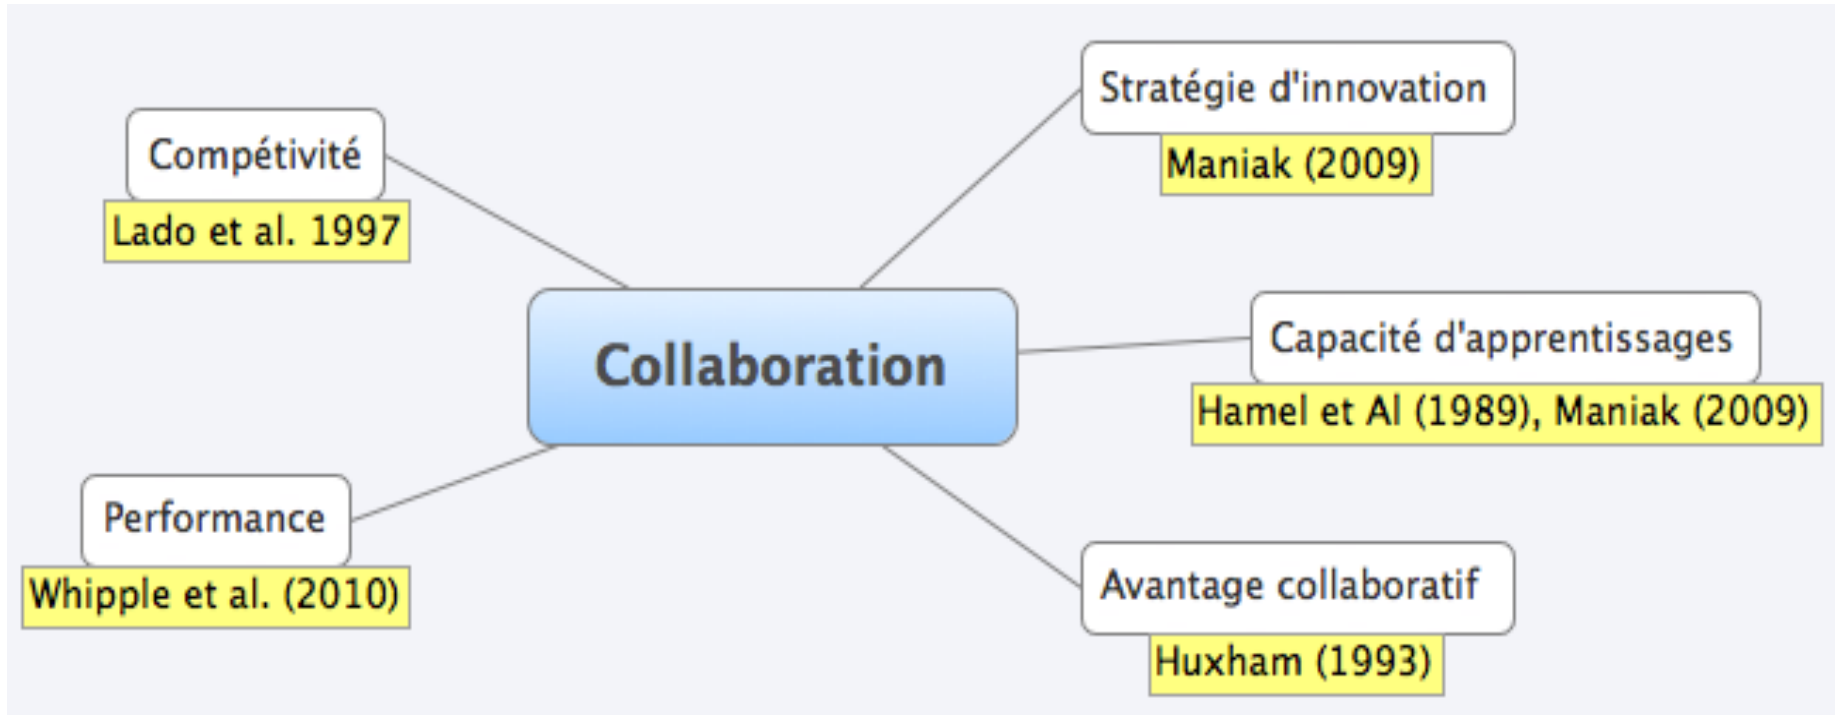 Stratégie d'innovation
Maniak (2009)
Compétivité
Lado et al. 1997
Collaboration
Capacité d'apprentissages
Hamel et Al (1989), Maniak (2009)
Performance
Whipple et al. (2010)
Avantage collaboratif
Huxham (1993)